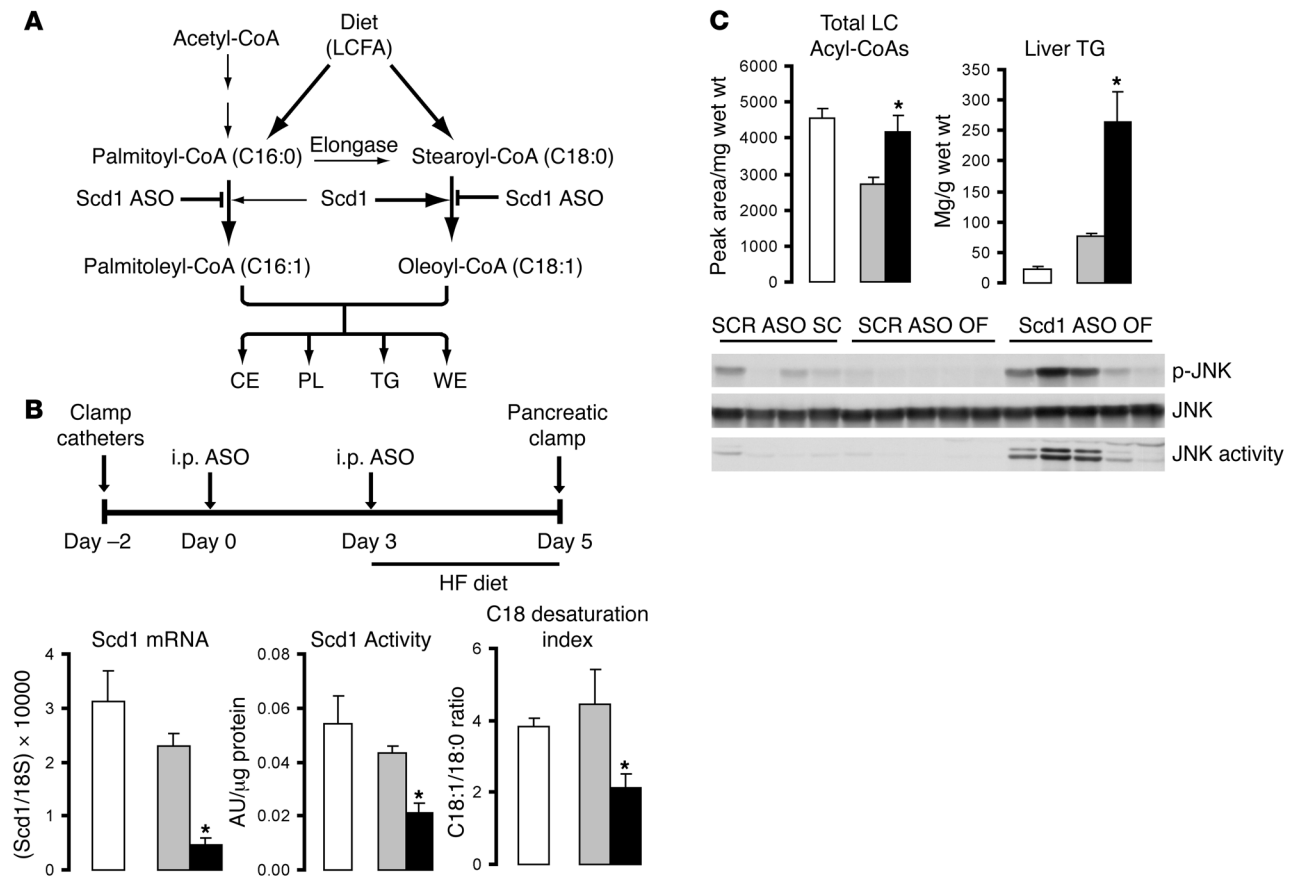 A
Acetyl-CoA
Diet
(LCFA)
Elongase
Palmitoyl-CoA (C16:0)
Stearoyl-CoA (C18:0)
Scd1 ASO
Scd1
Scd1 ASO
Palmitoleyl-CoA (C16:1)
Oleoyl-CoA (C18:1)
CE
PL
TG
WE
B
Clamp
catheters
i.p. ASO
i.p. ASO
Pancreatic
clamp
Day –2
Day 0
Day 3
Day 5
HF diet
Scd1 mRNA
(Scd1/18S) × 10000
4
3
2
1
0
*
Scd1 Activity
AU/µg protein
0.08
0.06
0.04
0.02
0.00
*
C18 desaturation
index
C18:1/18:0 ratio
6
4
2
0
*
C
Total LC
Acyl-CoAs
Peak area/mg wet wt
6000
5000
4000
3000
2000
1000
0
*
Liver TG
Mg/g wet wt
350
300
250
200
150
100
50
0
*
SCR ASO SC
SCR ASO OF
Scd1 ASO OF
p-JNK
JNK
JNK activity